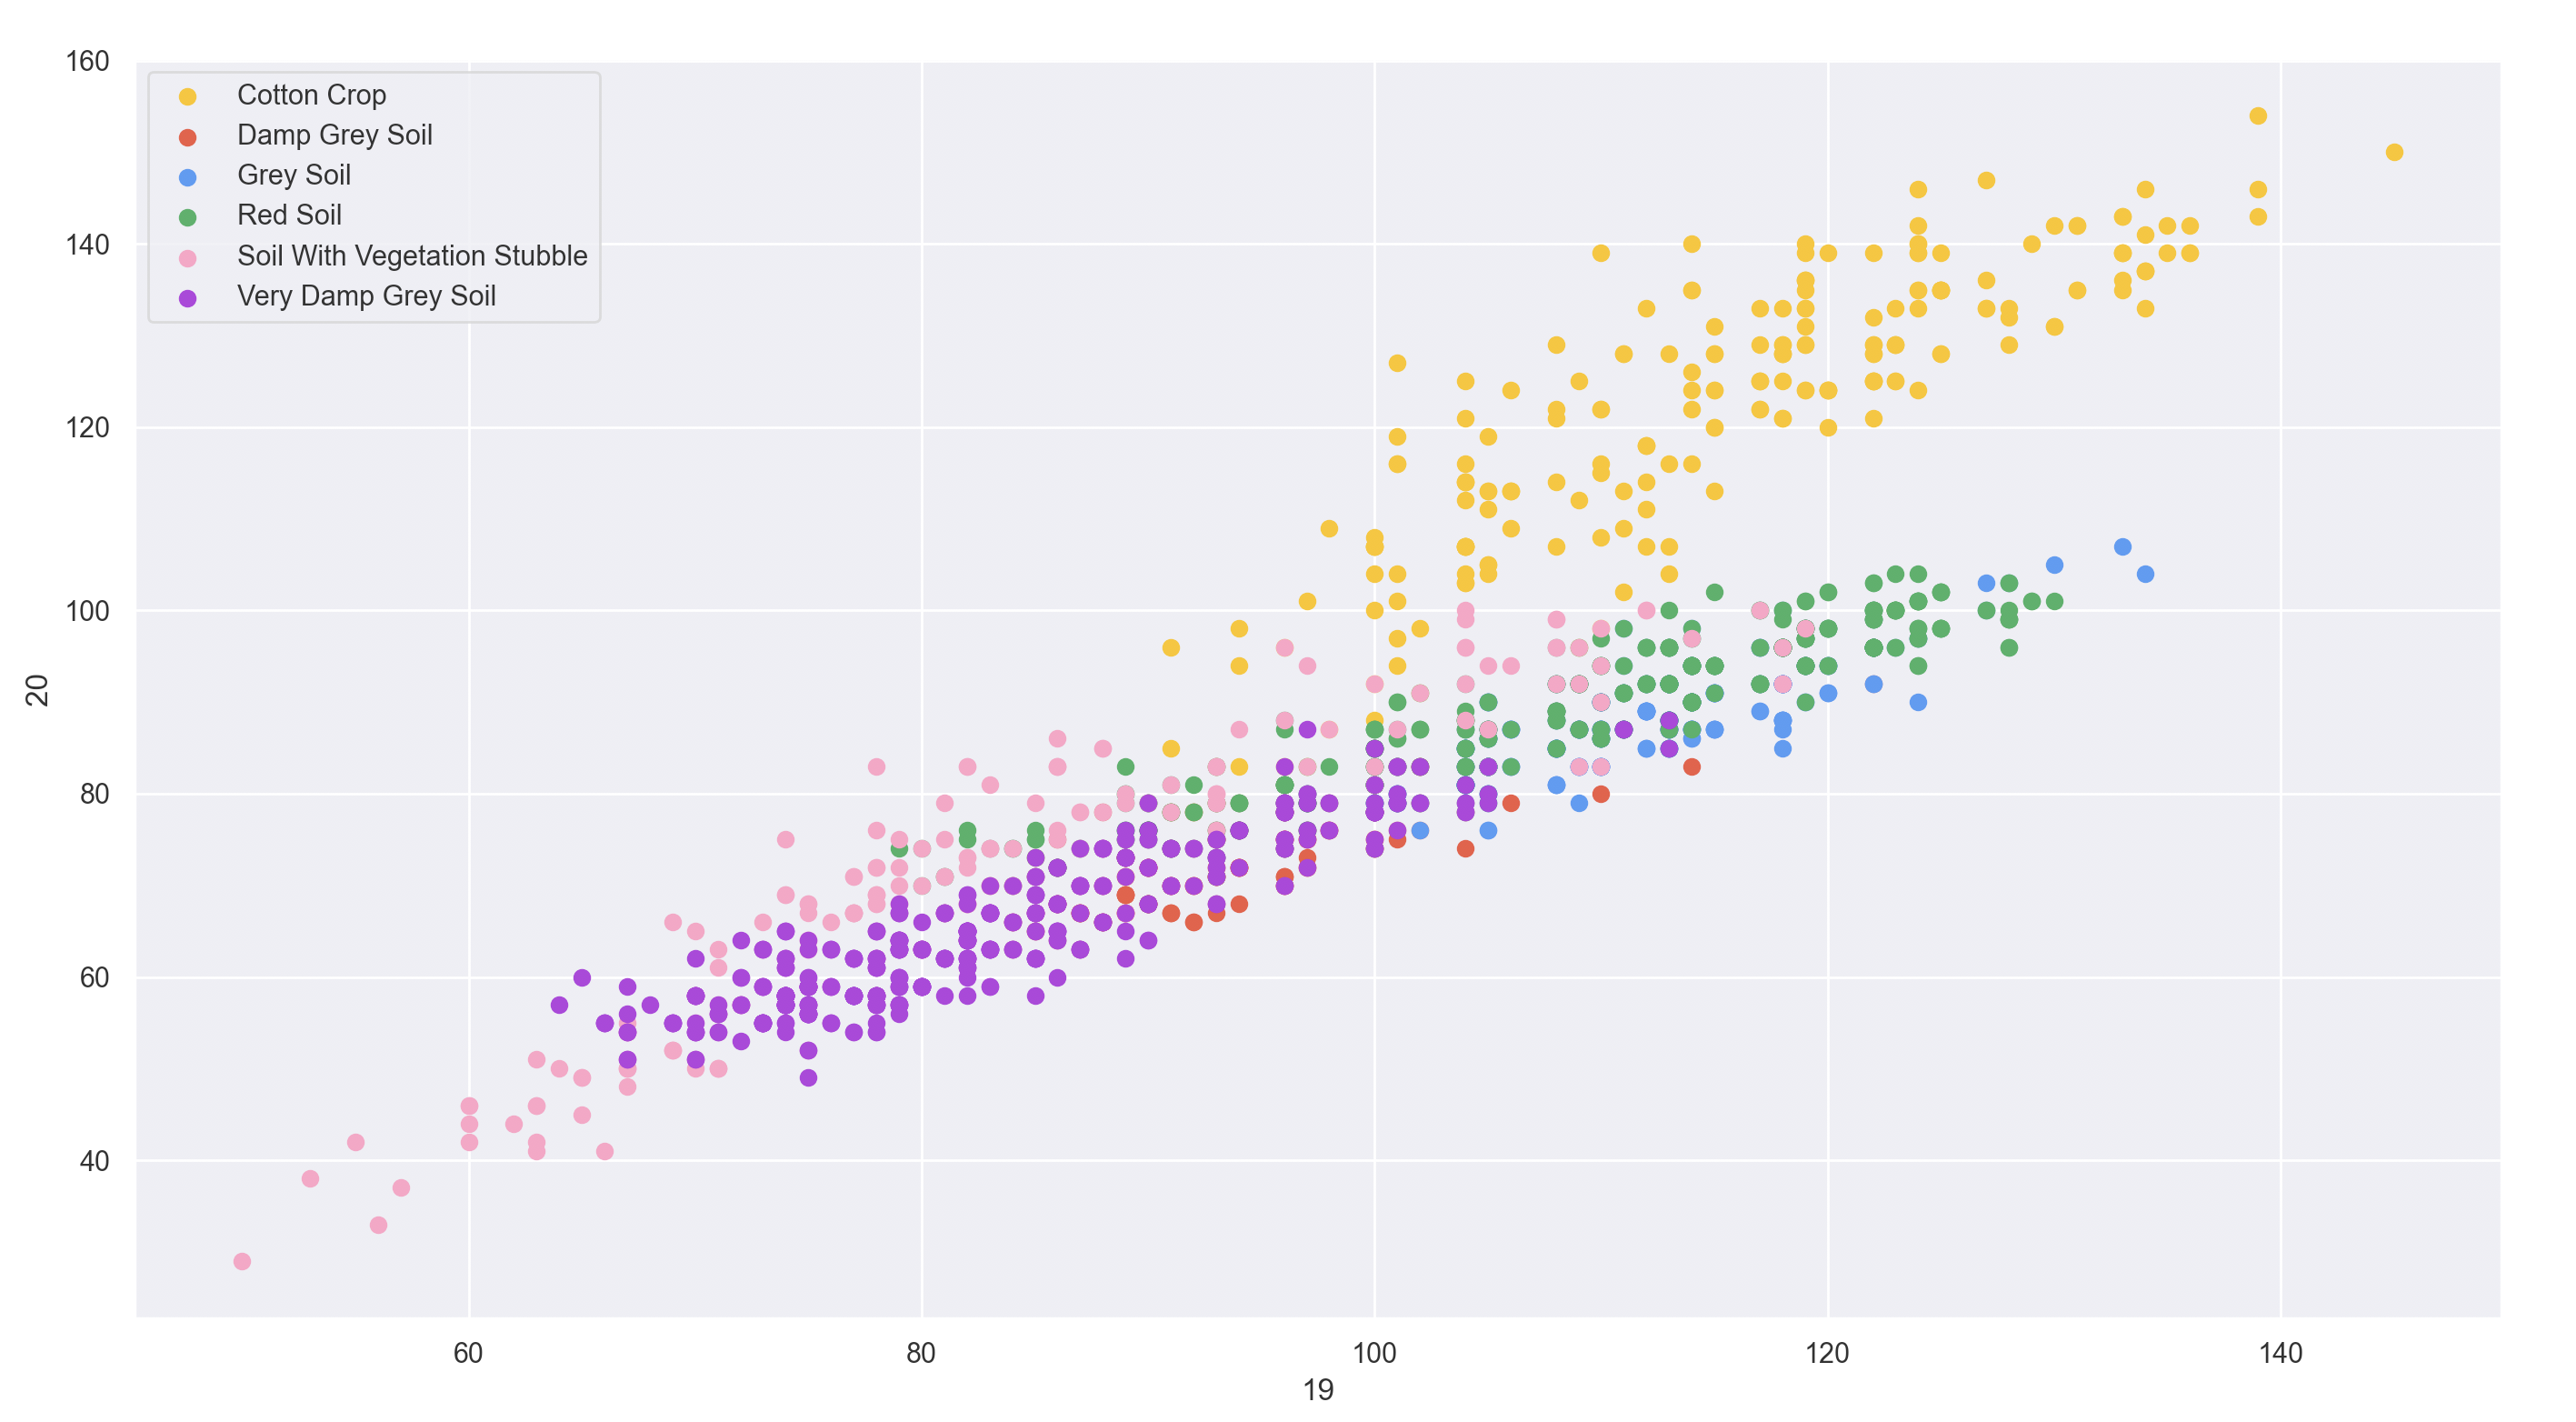 160
140
120
100
80
60
40
20
Cotton Crop
Damp Grey Soil
Grey Soil
Red Soil
Soil With Vegetation Stubble
Very Damp Grey Soil
60 80 100 120 140
19